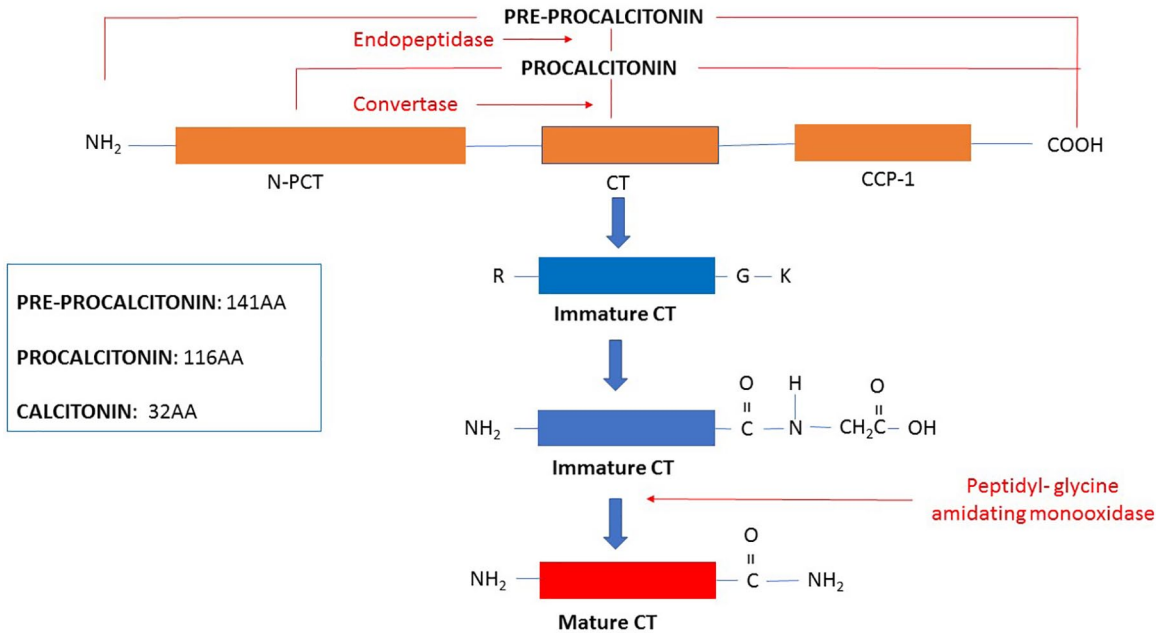 PRE-PROCALCITONIN
Endopeptidase
PROCALCITONIN
Convertase
NH₂
COOH
N-PCT
CT
CCP-1
R
G
K
Immature CT
PRE-PROCALCITONIN: 141AA
PROCALCITONIN: 116AA
CALCITONIN: 32AA
O
H
O
NH₂
C
N
CH₂C
OH
Immature CT
Peptidyl- glycine
amidating monooxidase
O
NH₂
C
NH₂
Mature CT